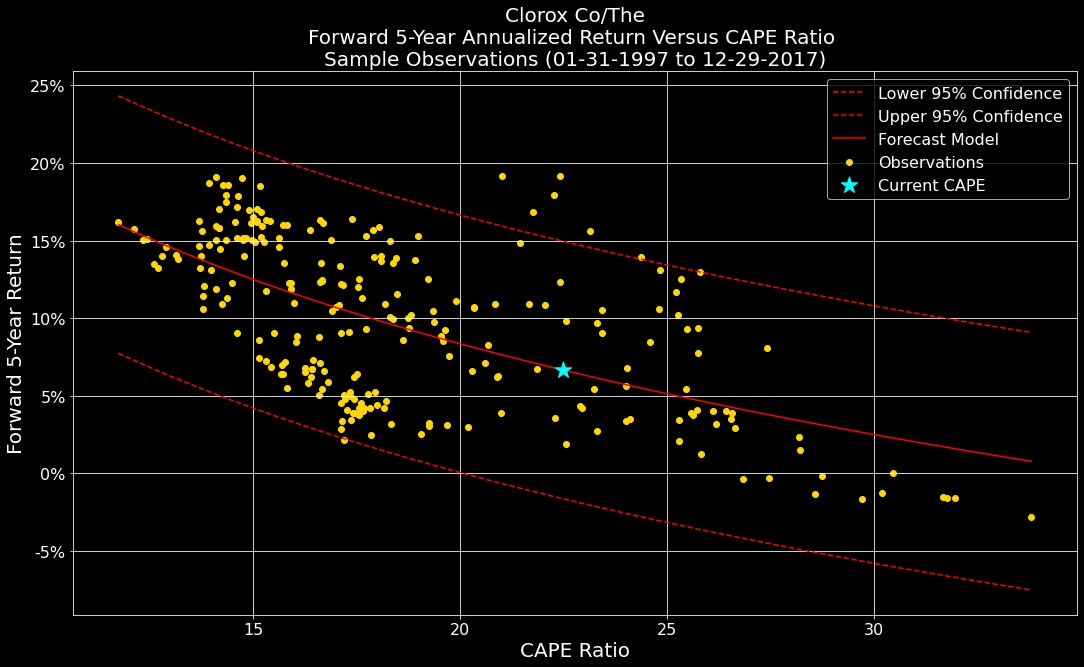 Clorox Co/The
Forward 5-Year Annualized Return Versus CAPE Ratio
Sample Observations (01-31-1997 to 12-29-2017)
Lower 95% Confidence
Upper 95% Confidence
Forecast Model
Observations
Current CAPE
Forward 5-Year Return
25%
20%
15%
10%
5%
0%
-5%
15
20
25
30
CAPE Ratio